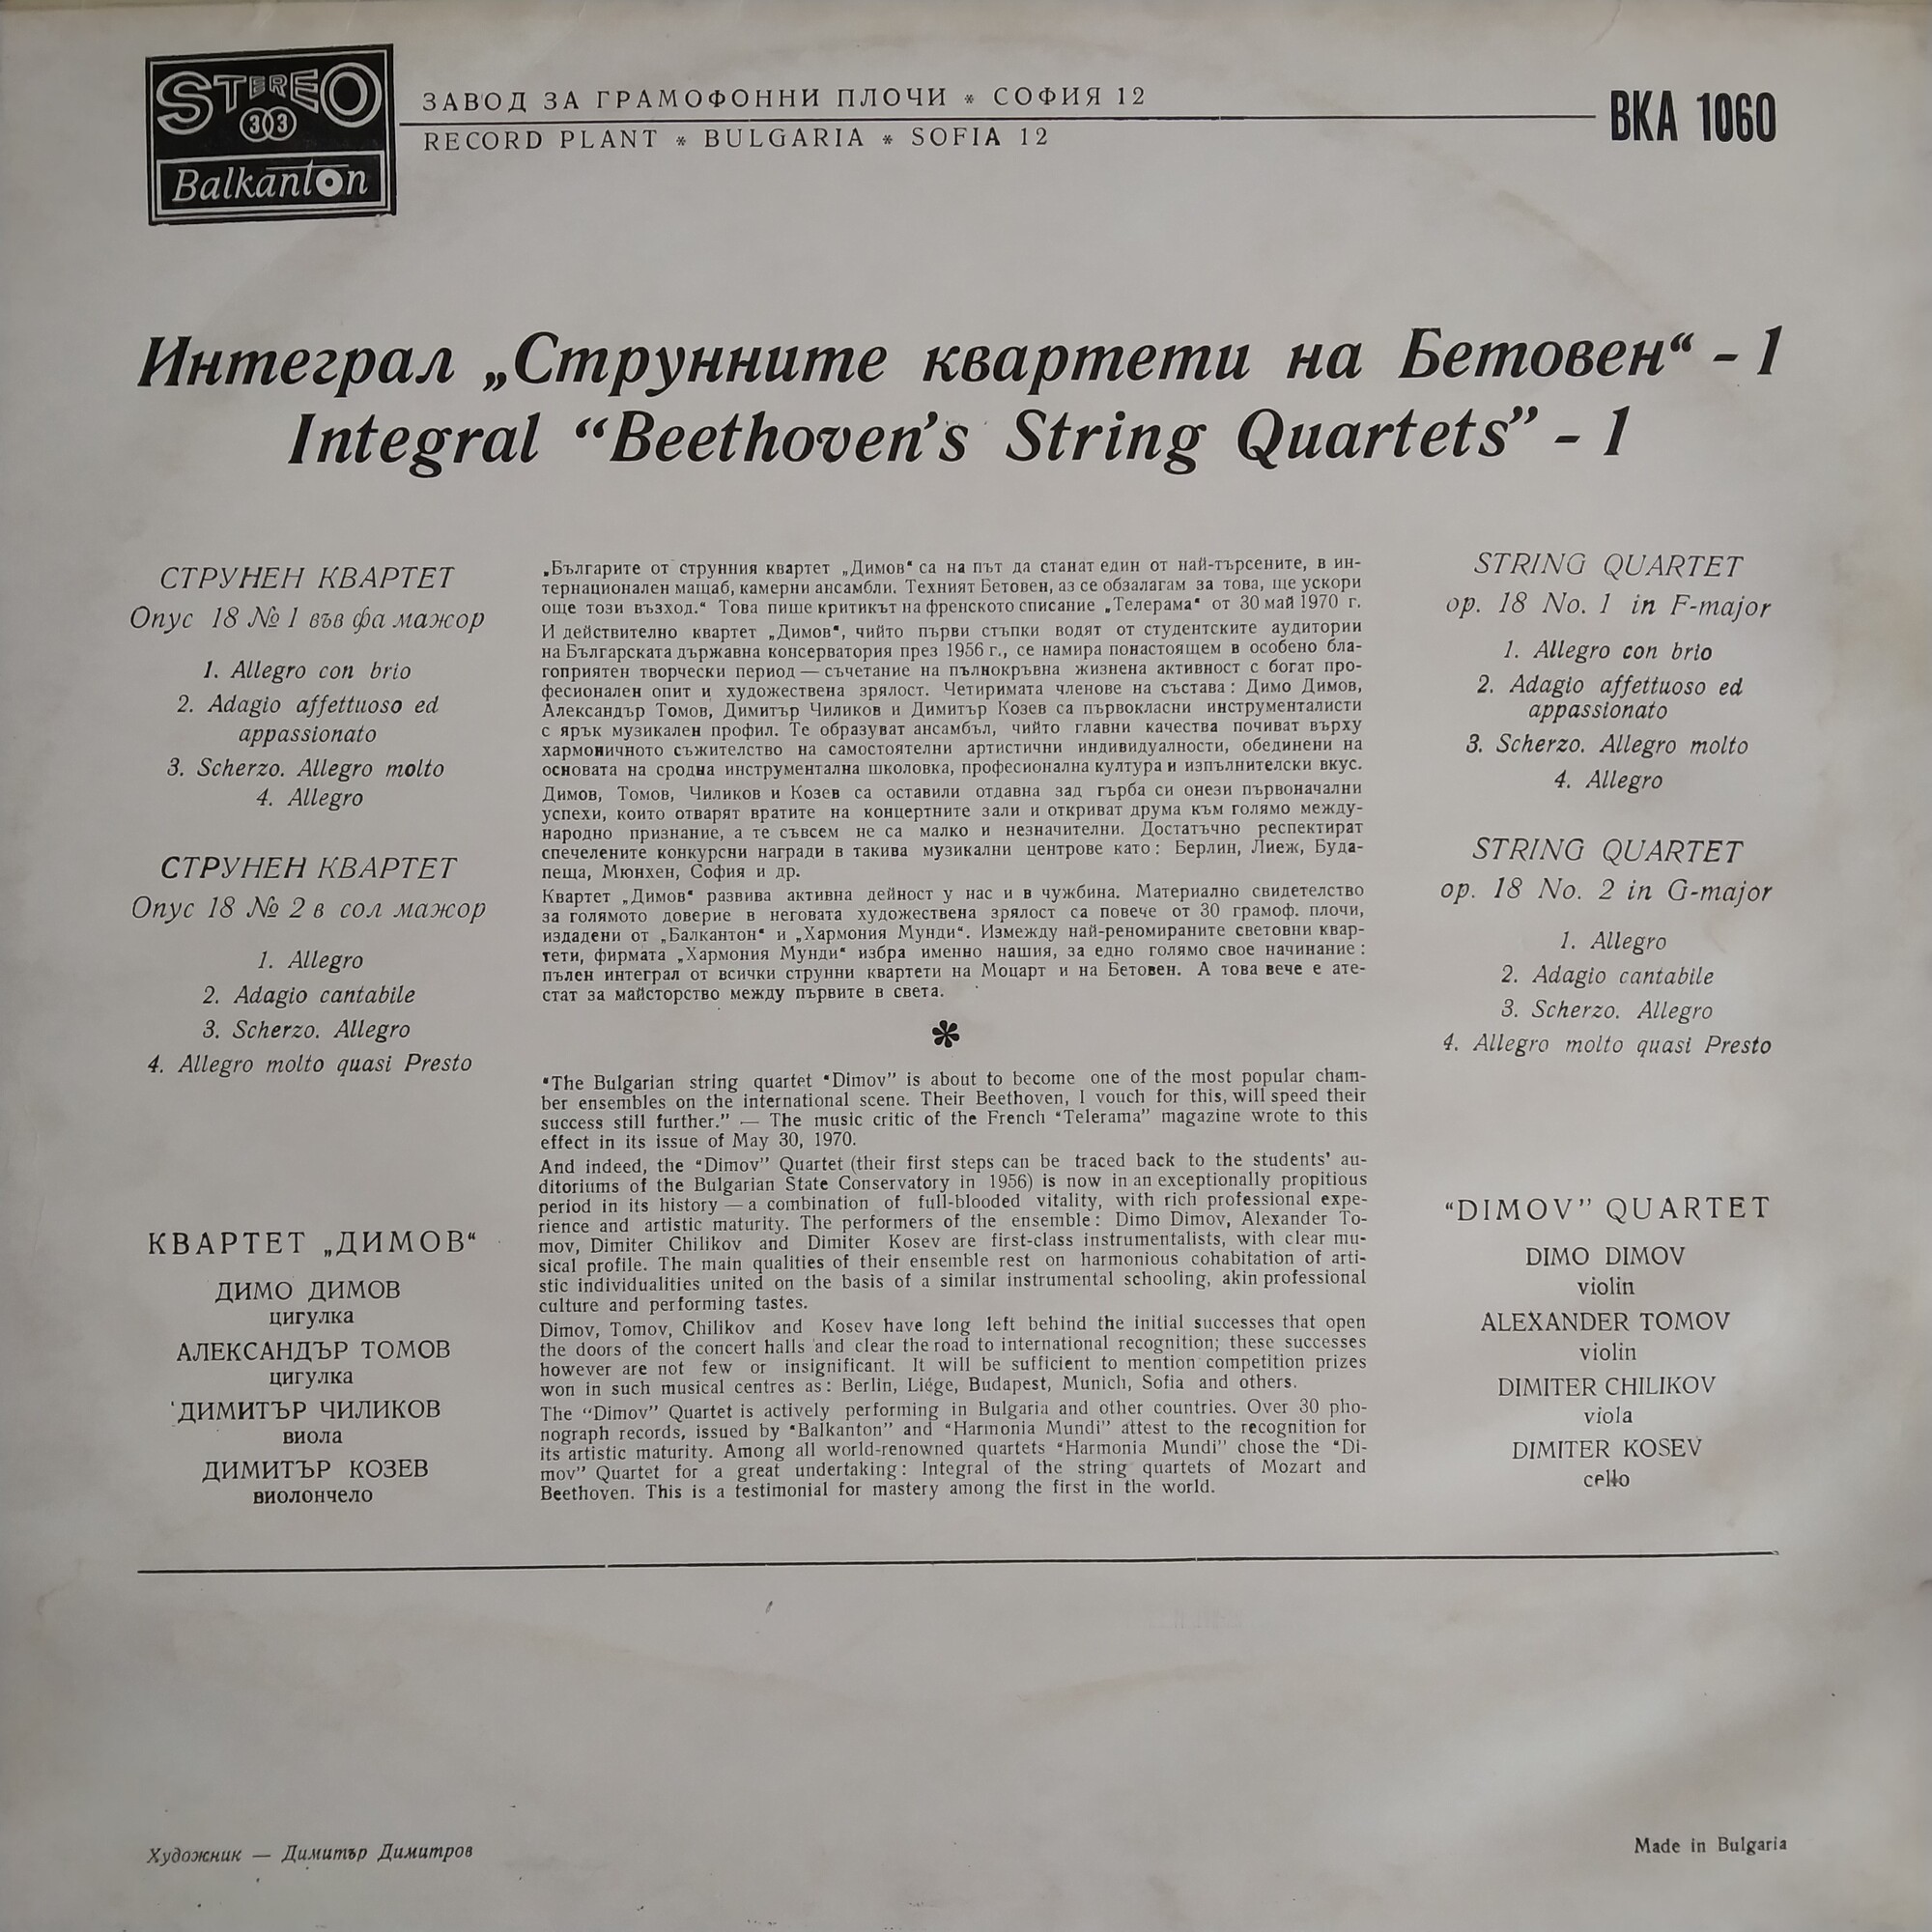 STEREO
33
Balkanton
ЗАВОД ЗА ГРАМОФОННИ ПЛОЧИ * СОФИЯ 12
RECORD PLANT * BULGARIA * SOFIA 12
ВКА 1060
Интеграл „Струнните квартети на Бетовен“ - 1
Integral “Beethoven’s String Quartets” - 1
СТРУНЕН КВАРТЕТ
Опус 18 № 1 във фа мажор
1. Allegro con brio
2. Adagio affettuoso ed
appassionato
3. Scherzo. Allegro molto
4. Allegro
СТРУНЕН КВАРТЕТ
Опус 18 № 2 в сол мажор
1. Allegro
2. Adagio cantabile
3. Scherzo. Allegro
4. Allegro molto quasi Presto
КВАРТЕТ „ДИМОВ“
ДИМО ДИМОВ
цигулка
АЛЕКСАНДЪР ТОМОВ
цигулка
ДИМИТЪР ЧИЛИКОВ
виола
ДИМИТЪР КОЗЕВ
виолончело
„Българите от струнния квартет „Димов“ са на път да станат един от най-търсените, в ин-
тернационален мащаб, камерни ансамбли. Техният Бетовен, аз се обзалагам за това, ще ускори
още този възход.“ Това пише критикът на френското списание „Телерама“ от 30 май 1970 г.
И действително квартет „Димов“, чийто първи стъпки водят от студентските аудитории
на Българската държавна консерватория през 1956 г., се намира понастоящем в особено бла-
гоприятен творчески период — съчетание на пълнокръвна жизнена активност с богат про-
фесионален опит и художествена зрялост. Четиримата членове на състава : Димо Димов,
Александър Томов, Димитър Чиликов и Димитър Козев са първокласни инструменталисти
с ярък музикален профил. Те образуват ансамбъл, чийто главни качества почиват върху
хармоничното съжителство на самостоятелни артистични индивидуалности, обединени на
основата на сродна инструментална школовка, професионална култура и изпълнителски вкус.
Димов, Томов, Чиликов и Козев са оставили отдавна зад гърба си онези първоначални
успехи, които отварят вратите на концертните зали и откриват друма към голямо между-
народно признание, а те съвсем не са малко и незначителни. Достатъчно респектират
спечелените конкурсни награди в такива музикални центрове като : Берлин, Лиеж, Буда-
пеща, Мюнхен, София и др.
Квартет „Димов“ развива активна дейност у нас и в чужбина. Материално свидетелство
за голямото доверие в неговата художествена зрялост са повече от 30 грамоф. плочи,
издадени от „Балкантон“ и „Хармония Мунди“. Измежду най-реномираните световни квар-
тети, фирмата „Хармония Мунди“ избра именно нашия, за едно голямо свое начинание :
пълен интеграл от всички струнни квартети на Моцарт и на Бетовен. А това вече е ате-
стат за майсторство между първите в света.
*
“The Bulgarian string quartet “Dimov” is about to become one of the most popular cham-
ber ensembles on the international scene. Their Beethoven, I vouch for this, will speed their
success still further.” — The music critic of the French “Telerama” magazine wrote to this
effect in its issue of May 30, 1970.
And indeed, the “Dimov” Quartet (their first steps can be traced back to the students’ au-
ditoriums of the Bulgarian State Conservatory in 1956) is now in an exceptionally propitious
period in its history — a combination of full-blooded vitality, with rich professional expe-
rience and artistic maturity. The performers of the ensemble : Dimo Dimov, Alexander To-
mov, Dimiter Chilikov and Dimiter Kosev are first-class instrumentalists, with clear mu-
sical profile. The main qualities of their ensemble rest on harmonious cohabitation of arti-
stic individualities united on the basis of a similar instrumental schooling, akin professional
culture and performing tastes.
Dimov, Tomov, Chilikov and Kosev have long left behind the initial successes that open
the doors of the concert halls and clear the road to international recognition; these successes
however are not few or insignificant. It will be sufficient to mention competition prizes
won in such musical centres as : Berlin, Liége, Budapest, Munich, Sofia and others.
The “Dimov” Quartet is actively performing in Bulgaria and other countries. Over 30 pho-
nograph records, issued by “Balkanton” and “Harmonia Mundi” attest to the recognition for
its artistic maturity. Among all world-renowned quartets “Harmonia Mundi” chose the “Di-
mov” Quartet for a great undertaking : Integral of the string quartets of Mozart and
Beethoven. This is a testimonial for mastery among the first in the world.
STRING QUARTET
op. 18 No. 1 in F-major
1. Allegro con brio
2. Adagio affettuoso ed
appassionato
3. Scherzo. Allegro molto
4. Allegro
STRING QUARTET
op. 18 No. 2 in G-major
1. Allegro
2. Adagio cantabile
3. Scherzo. Allegro
4. Allegro molto quasi Presto
“DIMOV” QUARTET
DIMO DIMOV
violin
ALEXANDER TOMOV
violin
DIMITER CHILIKOV
viola
DIMITER KOSEV
cello
Художник — Димитър Димитров
Made in Bulgaria